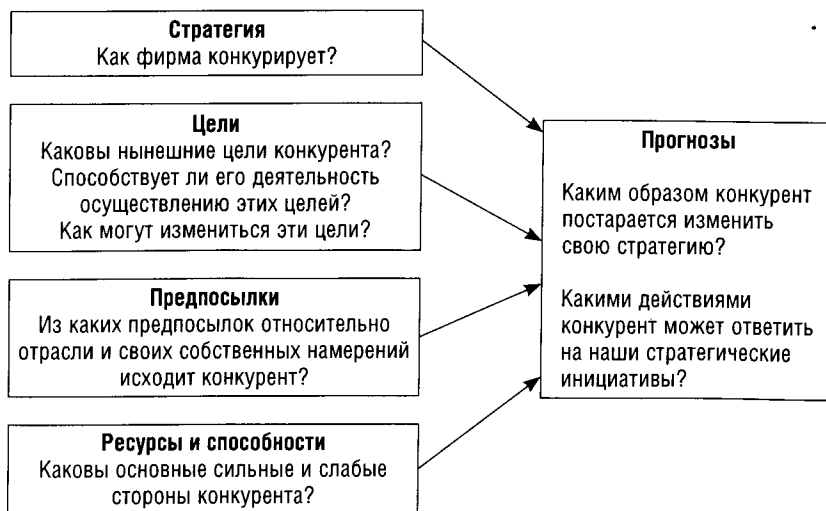 Стратегия
Как фирма конкурирует?
Цели
Каковы нынешние цели конкурента?
Способствует ли его деятельность
осуществлению этих целей?
Как могут измениться эти цели?
Предпосылки
Из каких предпосылок относительно
отрасли и своих собственных намерений
исходит конкурент?
Ресурсы и способности
Каковы основные сильные и слабые
стороны конкурента?
Прогнозы
Каким образом конкурент
постарается изменить
свою стратегию?
Какими действиями
конкурент может ответить
на наши стратегические
инициативы?